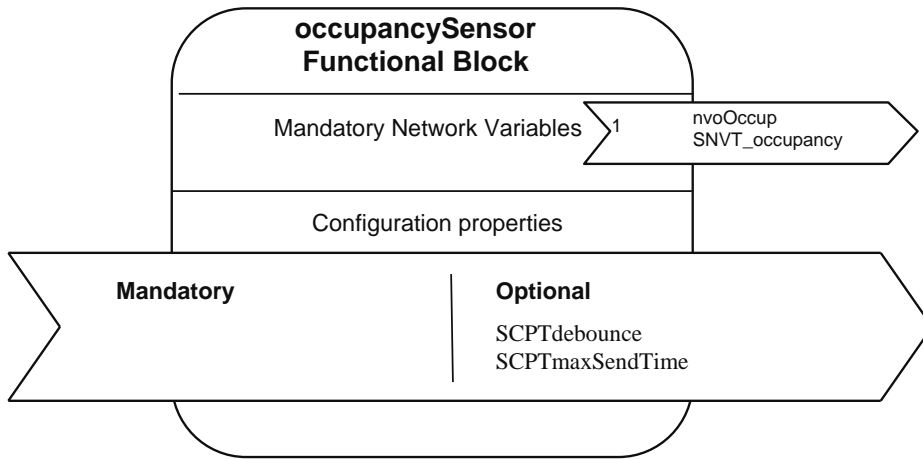 occupancySensor
Functional Block
Mandatory Network Variables
1
nvoOccup
SNVT_occupancy
Configuration properties
Mandatory
Optional
SCPTdebounce
SCPTmaxSendTime